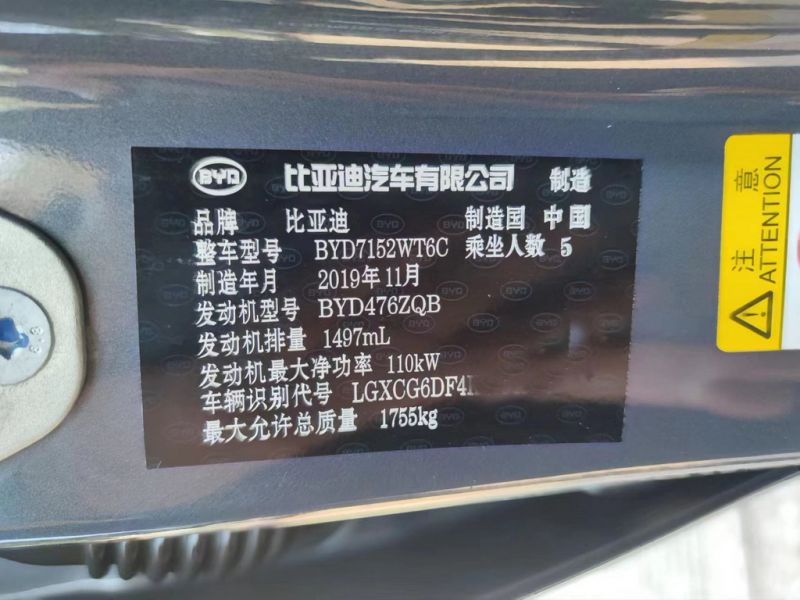 BYD 比亚迪汽车有限公司 制造
品牌 比亚迪 制造国 中国
整车型号 BYD7152WT6C 乘坐人数 5
制造年月 2019年11月
发动机型号 BYD476ZQB
发动机排量 1497mL
发动机最大净功率 110kW
车辆识别代号 LGXCG6DF4
最大允许总质量 1755kg
注意
ATTENTION